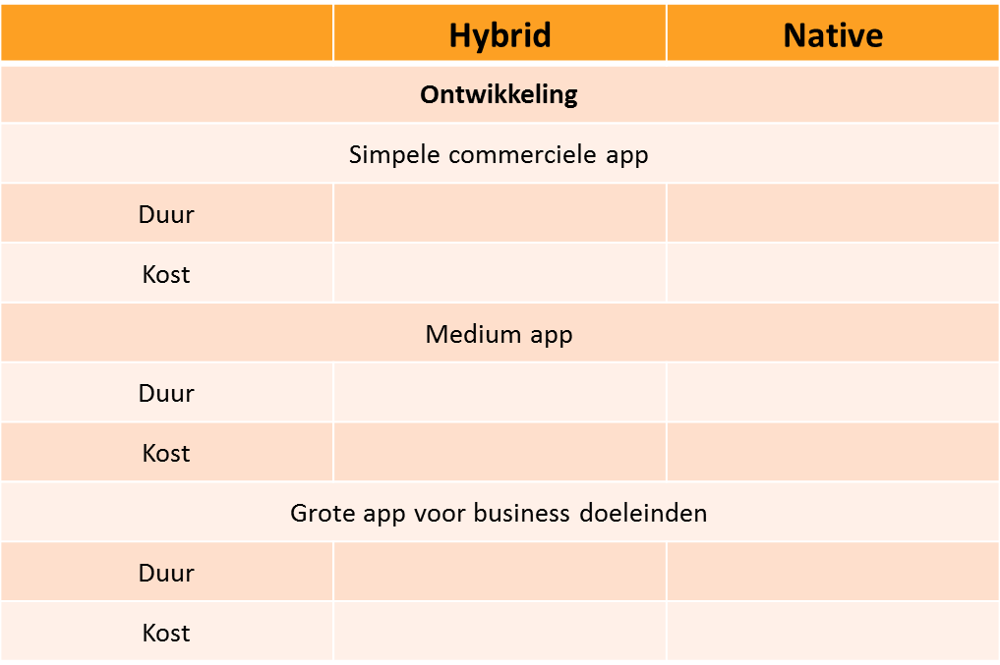 Hybrid Native
Ontwikkeling
Simpele commerciele app
Duur
Kost
Medium app
Duur
Kost
Grote app voor business doeleinden
Duur
Kost